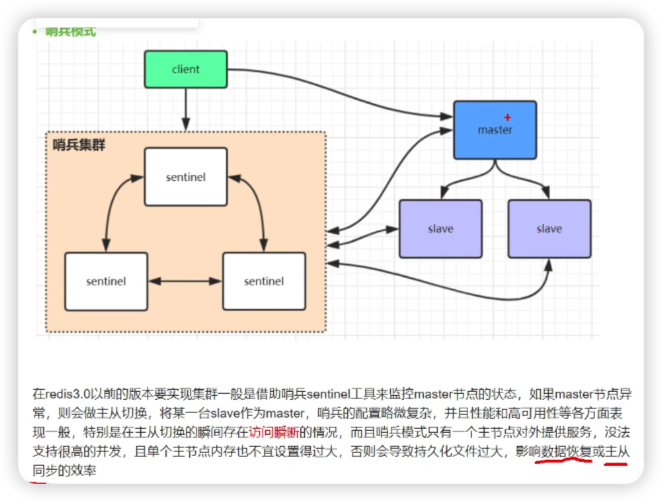 哨兵模式
client
master
哨兵集群
sentinel
slave
slave
sentinel
sentinel
在redis3.0以前的版本要实现集群一般是借助哨兵sentinel工具来监控master节点的状态，如果master节点异
常，则会做主从切换，将某一台slave作为master，哨兵的配置略微复杂，并且性能和高可用性等各方面表
现一般，特别是在主从切换的瞬间存在访问瞬断的情况，而且哨兵模式只有一个主节点对外提供服务，没法
支持很高的并发，且单个主节点内存也不宜设置得过大，否则会导致持久化文件过大，影响数据恢复或主从
同步的效率